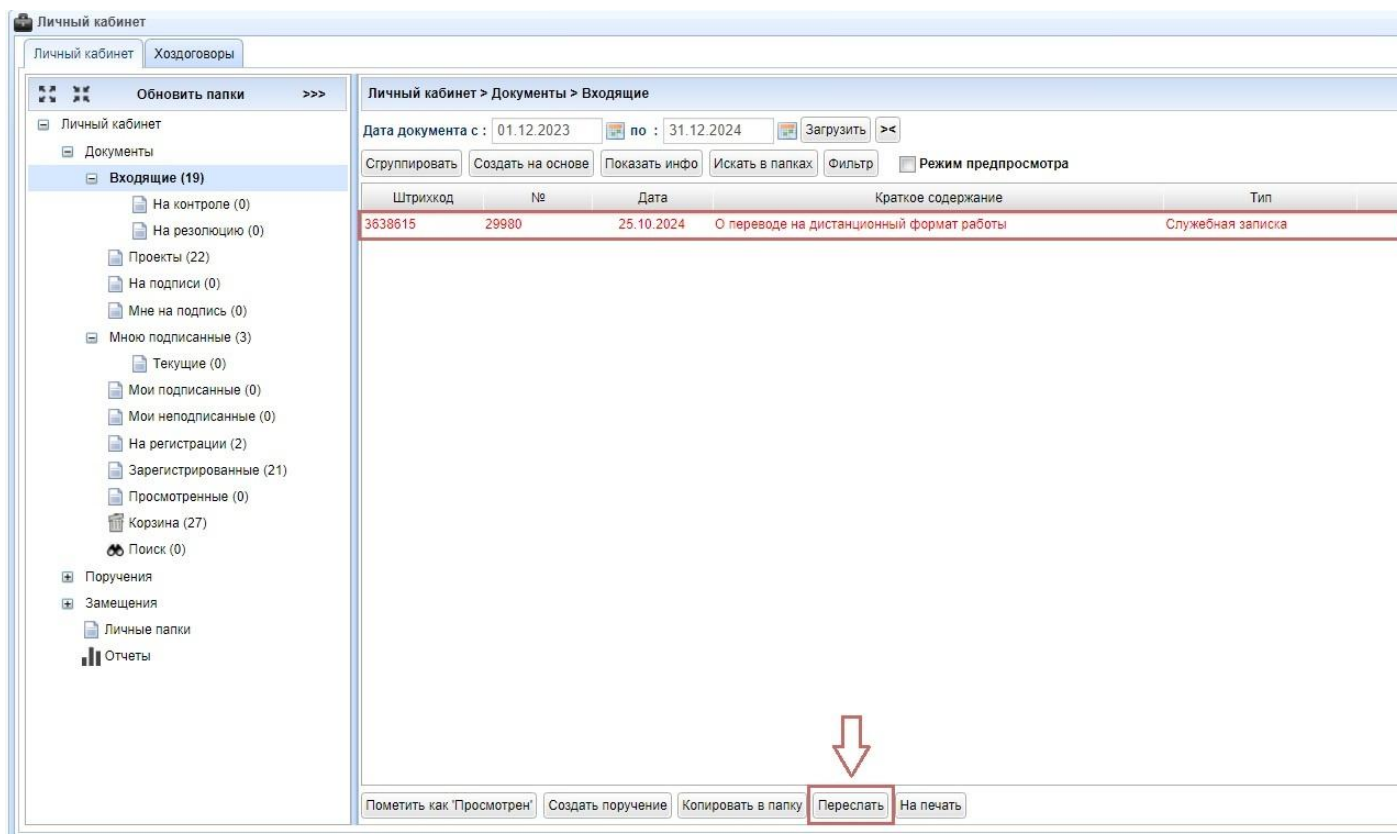 Личный кабинет
Личный кабинет Хоздоговоры
Обновить папки >>>
Личный кабинет
Документы
Входящие (19)
На контроле (0)
На резолюцию (0)
Проекты (22)
На подписи (0)
Мне на подпись (0)
Мною подписанные (3)
Текущие (0)
Мои подписанные (0)
Мои неподписанные (0)
На регистрации (2)
Зарегистрированные (21)
Просмотренные (0)
Корзина (27)
Поиск (0)
Поручения
Замещения
Личные папки
Отчеты
Личный кабинет > Документы > Входящие
Дата документа с : 01.12.2023 по : 31.12.2024 Загрузить ><
Сгруппировать Создать на основе Показать инфо Искать в папках Фильтр Режим предпросмотра
Штрихкод № Дата Краткое содержание Тип
3638615 29980 25.10.2024 О переводе на дистанционный формат работы Служебная записка
Пометить как 'Просмотрен' Создать поручение Копировать в папку Переслать На печать